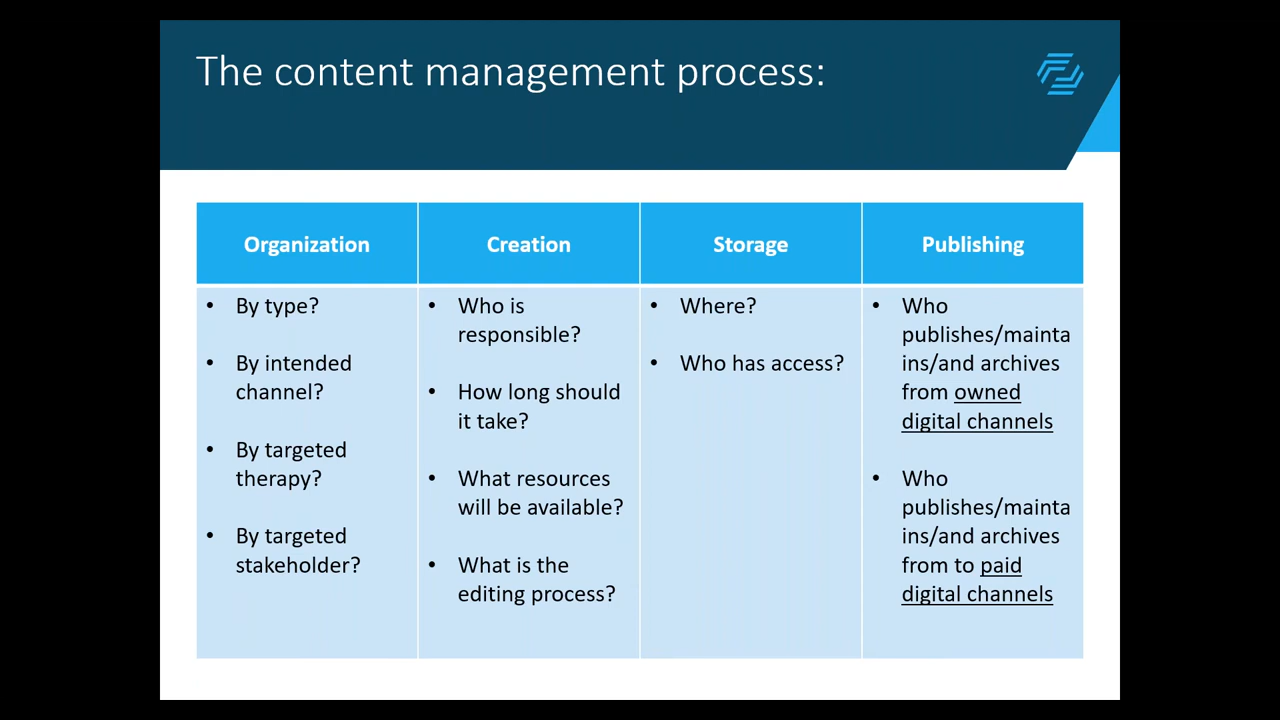 The content management process:
Organization
Creation
Storage
Publishing
• By type?
• By intended
channel?
• By targeted
therapy?
• By targeted
stakeholder?
• Who is
responsible?
• How long should
it take?
• What resources
will be available?
• What is the
editing process?
• Where?
• Who has access?
• Who
publishes/mainta
ins/and archives
from owned
digital channels
• Who
publishes/mainta
ins/and archives
from to paid
digital channels